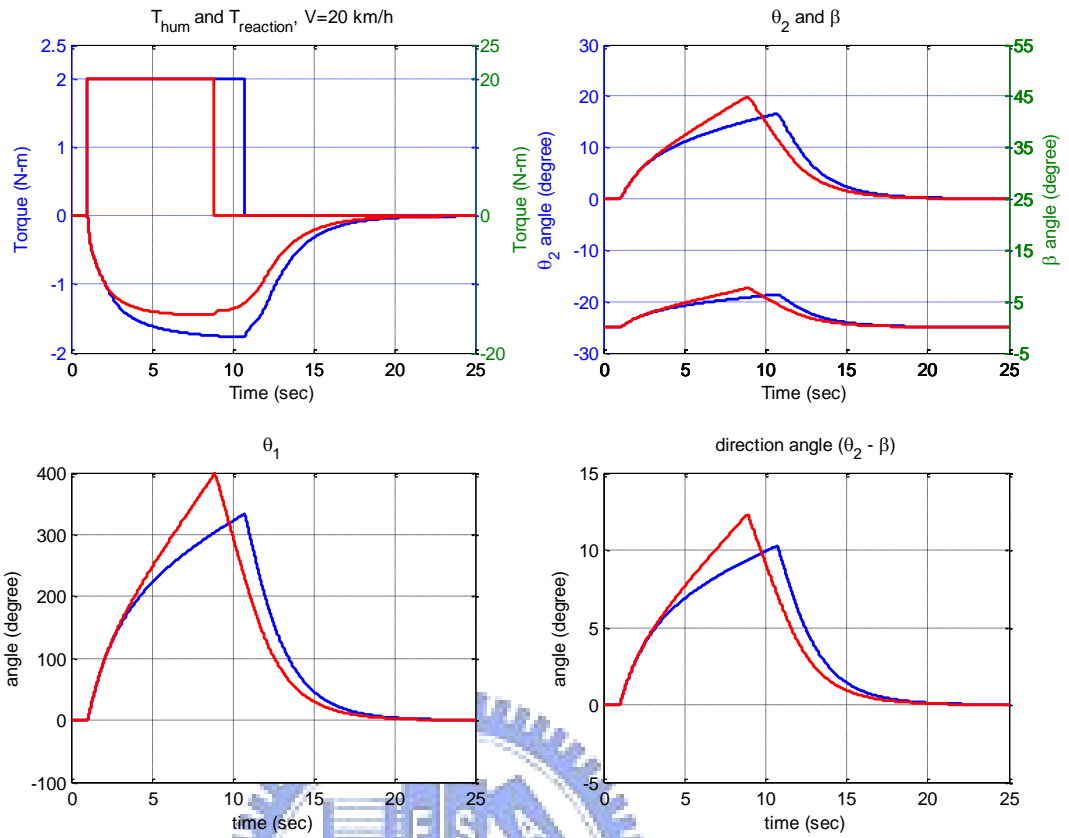 T_hum and T_reaction, V=20 km/h
2.5
2
1
0
-1
-2
25
20
0
-20
Torque (N-m)
Torque (N-m)
0 5 10 15 20 25
Time (sec)
θ_2 and β
30
20
10
0
-10
-20
-30
55
45
35
25
15
5
-5
θ_2 angle (degree)
β angle (degree)
0 5 10 15 20 25
Time (sec)
θ_1
400
300
200
100
0
-100
angle (degree)
0 5 10 15 20 25
time (sec)
direction angle (θ_2 - β)
15
10
5
0
-5
angle (degree)
0 5 10 15 20 25
time (sec)